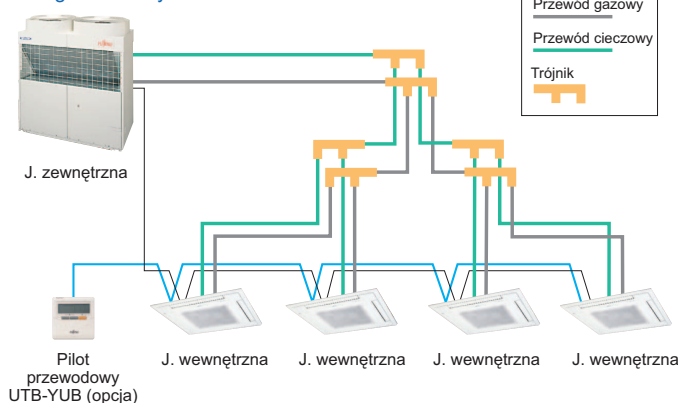 Przewód gazowy
Przewód cieczowy
Trójnik
J. zewnętrzna
Pilot
przewodowy
UTB-YUB (opcja)
J. wewnętrzna
J. wewnętrzna
J. wewnętrzna
J. wewnętrzna